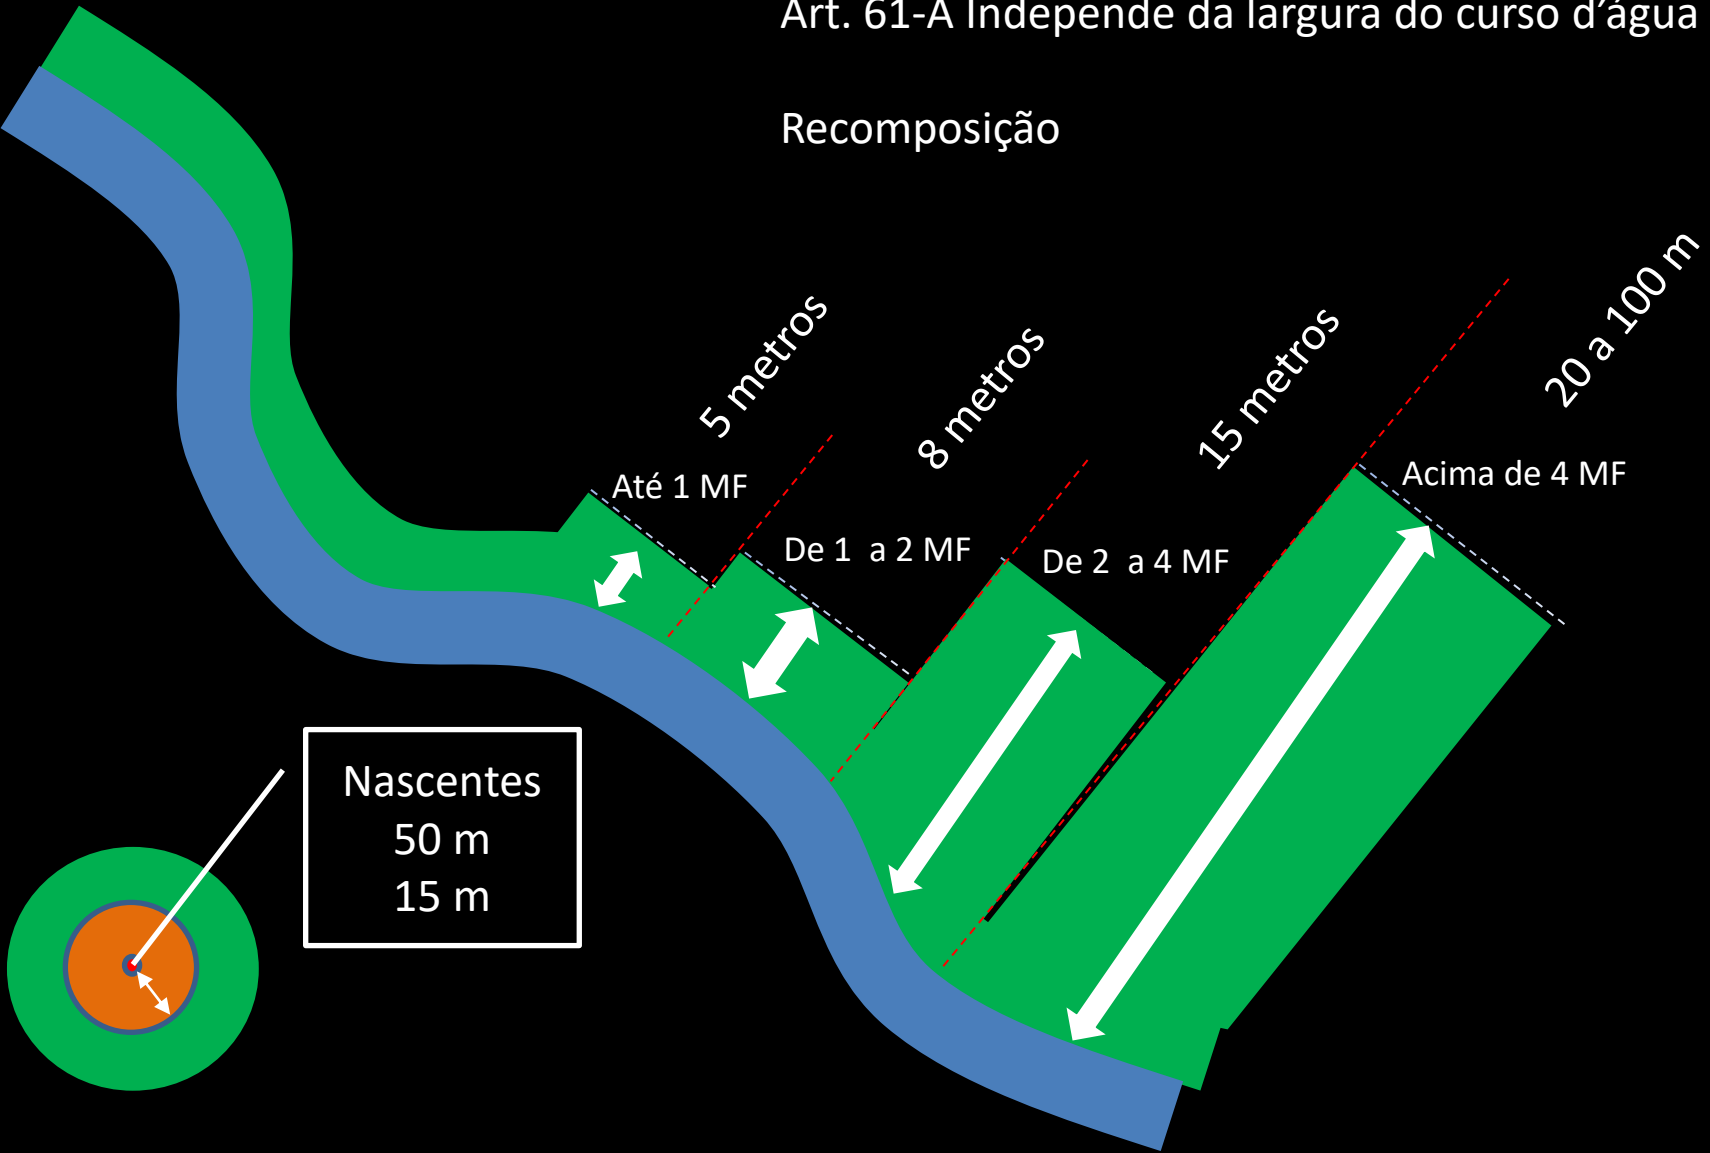 Art. 61-A Independe da largura do curso d’água
Recomposição
5 metros
8 metros
15 metros
20 a 100 m
Até 1 MF
De 1 a 2 MF
De 2 a 4 MF
Acima de 4 MF
Nascentes
50 m
15 m